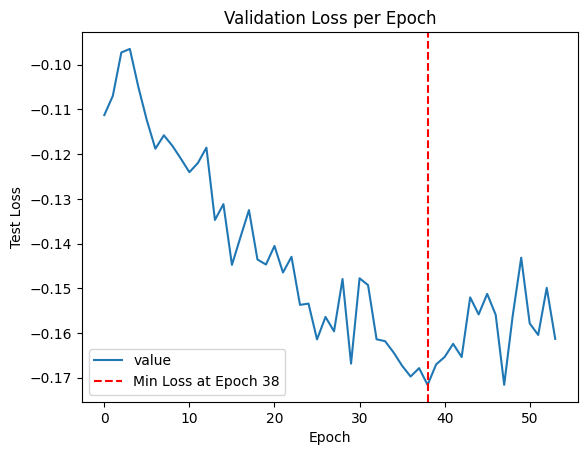 Validation Loss per Epoch
Test Loss
−0.10
−0.11
−0.12
−0.13
−0.14
−0.15
−0.16
−0.17
value
Min Loss at Epoch 38
0
10
20
30
40
50
Epoch